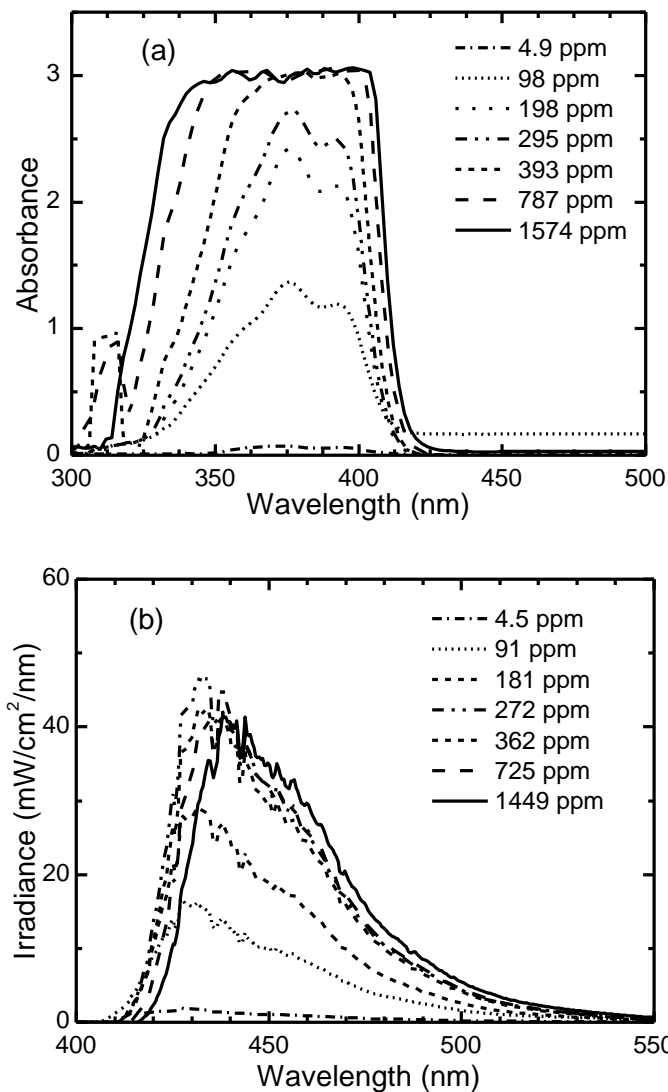 (a)
4.9 ppm
98 ppm
198 ppm
295 ppm
393 ppm
787 ppm
1574 ppm
3
2
1
0
Absorbance
300 350 400 450 500
Wavelength (nm)
(b)
4.5 ppm
91 ppm
181 ppm
272 ppm
362 ppm
725 ppm
1449 ppm
60
40
20
0
Irradiance (mW/cm²/nm)
400 450 500 550
Wavelength (nm)